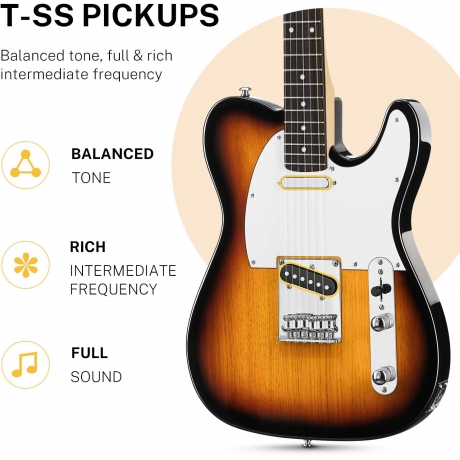 T-SS PICKUPS
Balanced tone, full & rich
intermediate frequency
BALANCED
TONE
RICH
INTERMEDIATE
FREQUENCY
FULL
SOUND